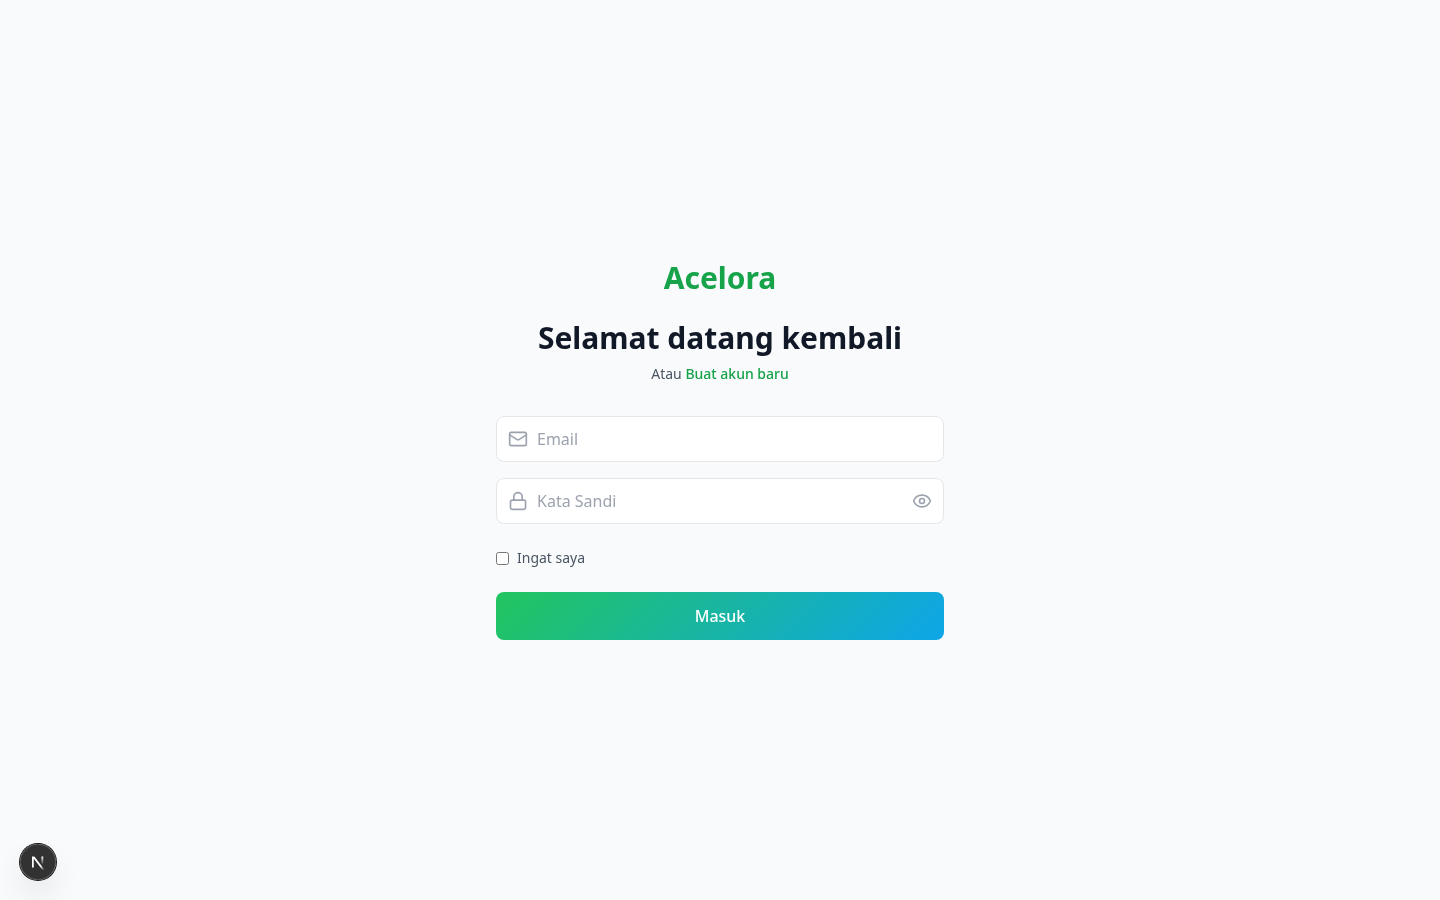 Acelora
Selamat datang kembali
Atau Buat akun baru
Email
Kata Sandi
Ingat saya
Masuk
N